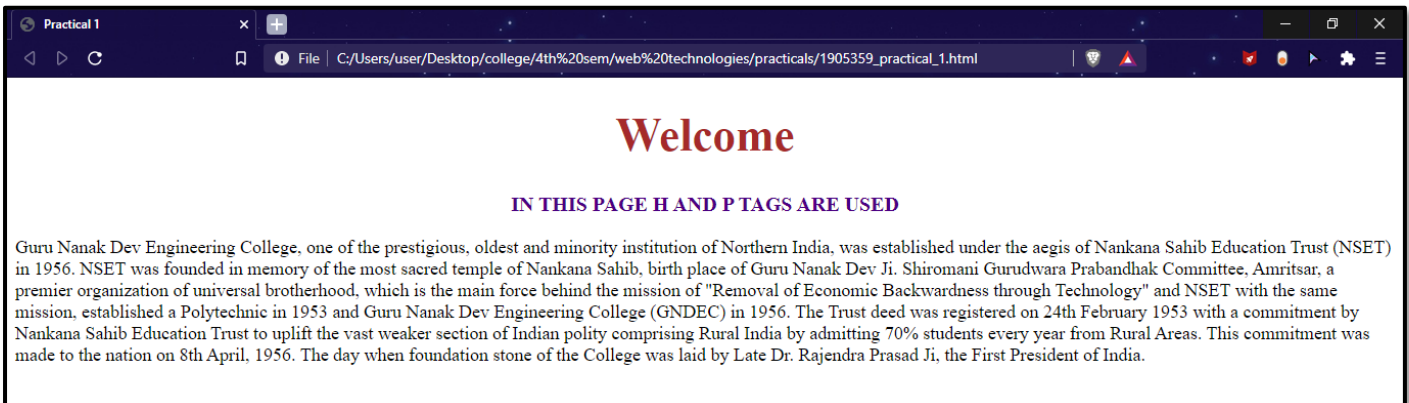 Practical 1
File | C:/Users/user/Desktop/college/4th%20sem/web%20technologies/practicals/1905359_practical_1.html
Welcome
IN THIS PAGE H AND P TAGS ARE USED
Guru Nanak Dev Engineering College, one of the prestigious, oldest and minority institution of Northern India, was established under the aegis of Nankana Sahib Education Trust (NSET)
in 1956. NSET was founded in memory of the most sacred temple of Nankana Sahib, birth place of Guru Nanak Dev Ji. Shiromani Gurudwara Prabandhak Committee, Amritsar, a
premier organization of universal brotherhood, which is the main force behind the mission of "Removal of Economic Backwardness through Technology" and NSET with the same
mission, established a Polytechnic in 1953 and Guru Nanak Dev Engineering College (GNDEC) in 1956. The Trust deed was registered on 24th February 1953 with a commitment by
Nankana Sahib Education Trust to uplift the vast weaker section of Indian polity comprising Rural India by admitting 70% students every year from Rural Areas. This commitment was
made to the nation on 8th April, 1956. The day when foundation stone of the College was laid by Late Dr. Rajendra Prasad Ji, the First President of India.